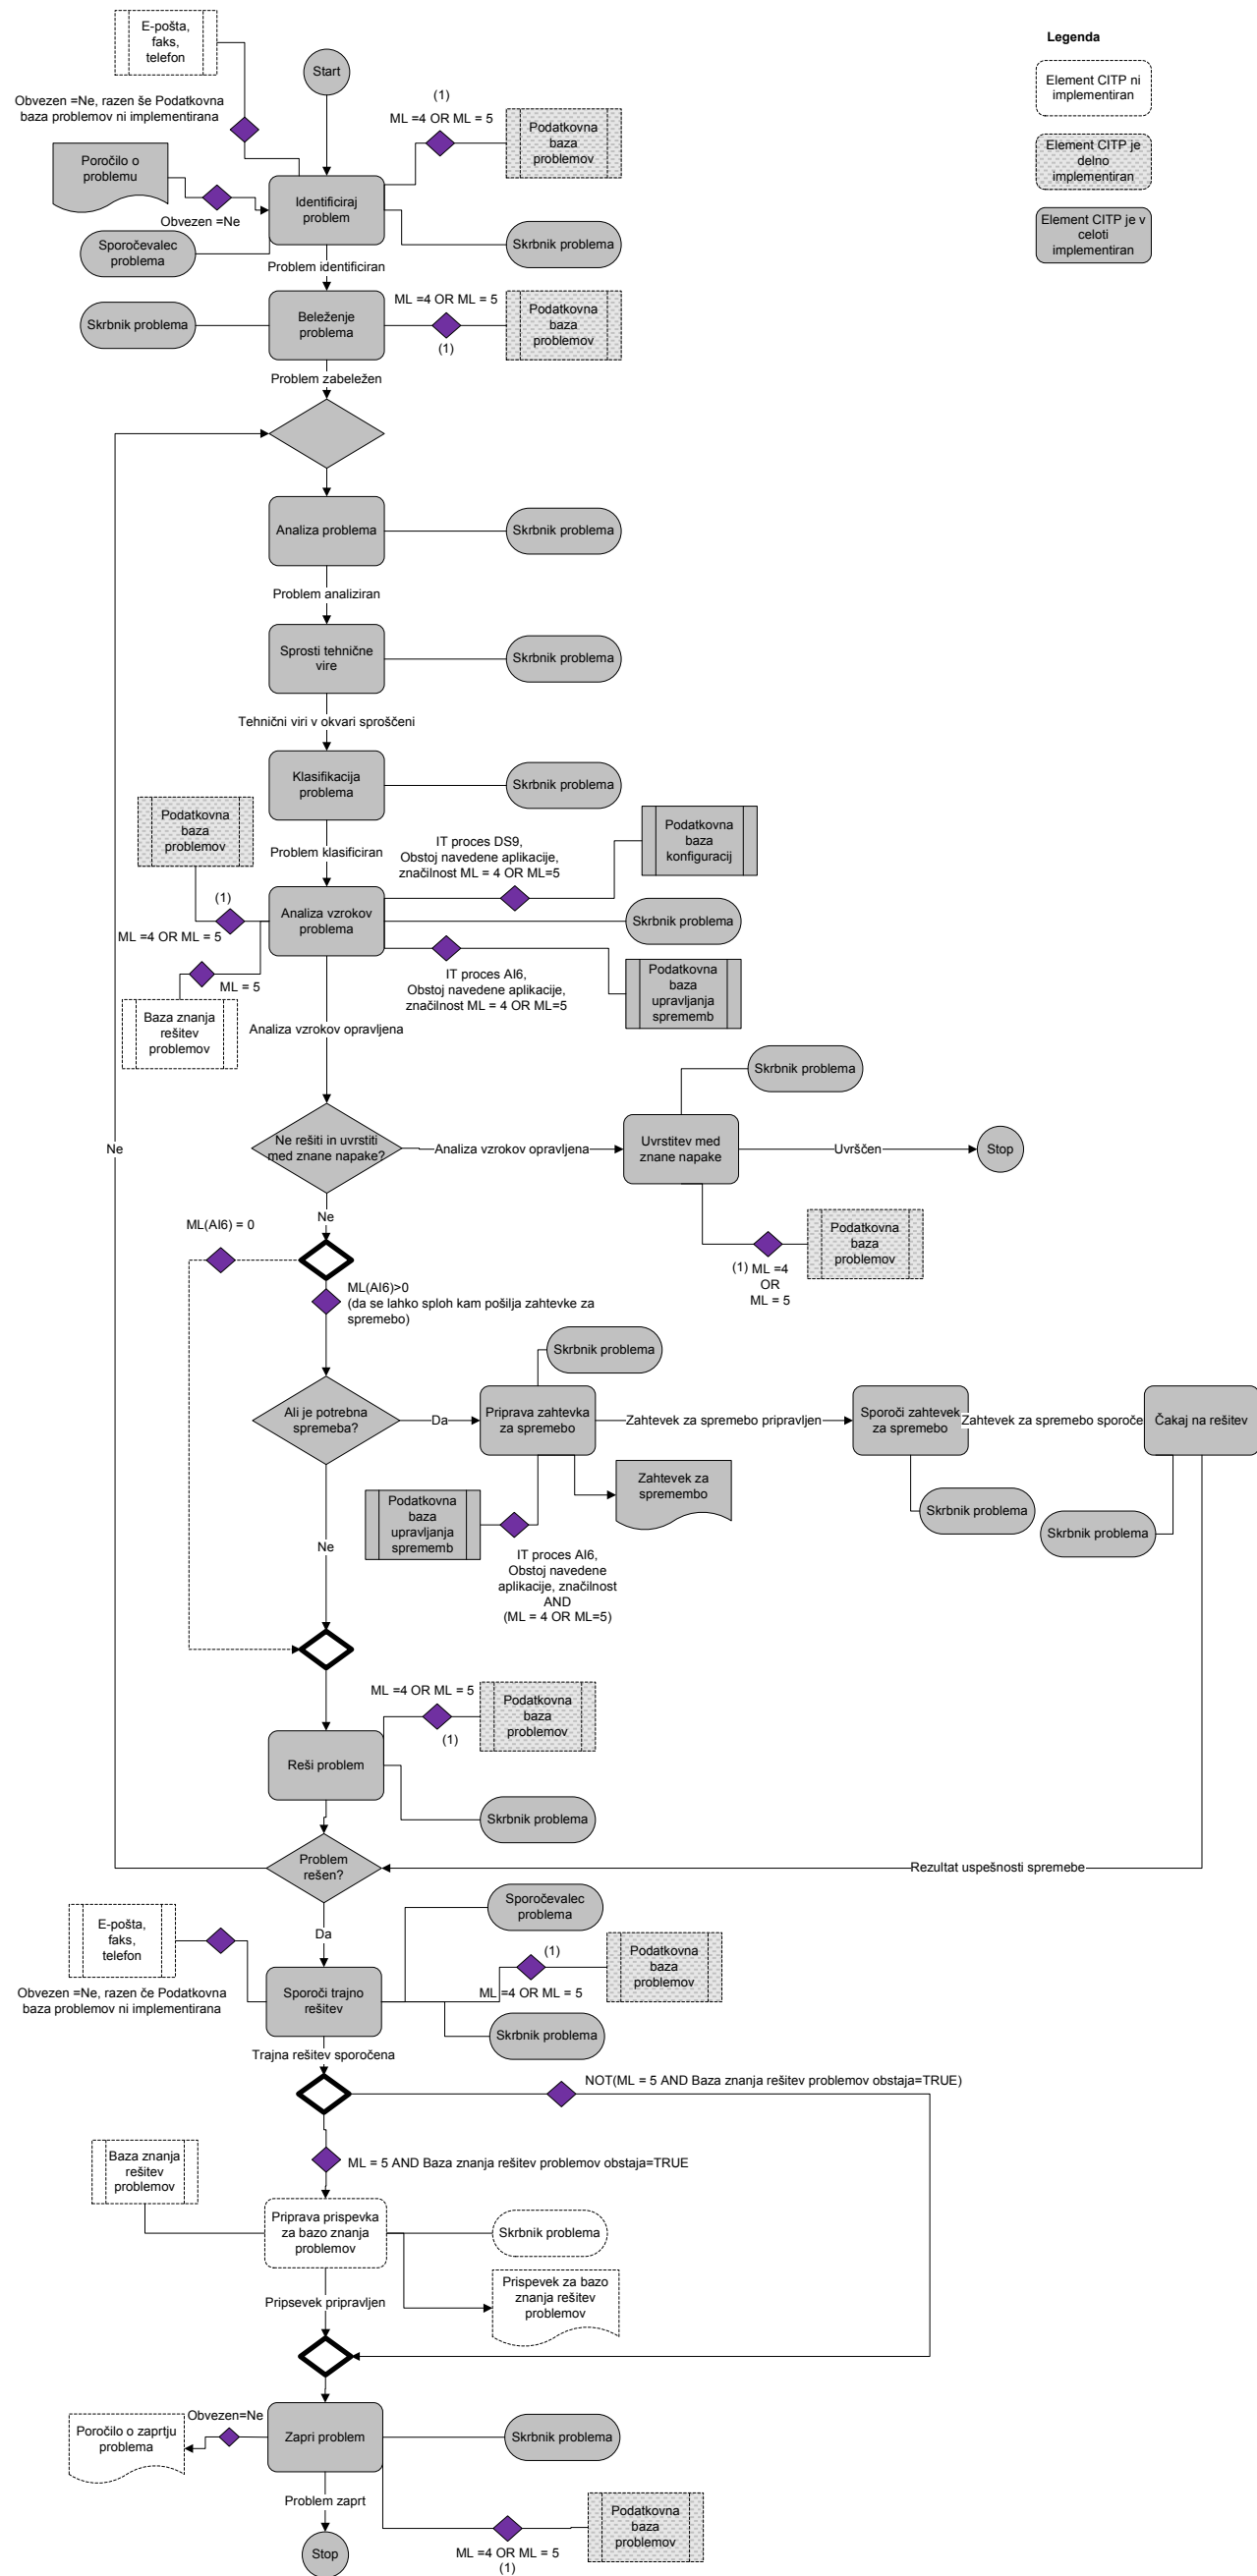 E-pošta,
faks,
telefon
Start
Legenda
Element CITP ni
implementiran
Element CITP je
delno
implementiran
Element CITP je v
celoti
implementiran
Obvezen =Ne, razen še Podatkovna
baza problemov ni implementirana
(1)
ML =4 OR ML = 5
Podatkovna
baza
problemov
Poročilo o
problemu
Obvezen =Ne
Identificiraj
problem
Sporočevalec
problema
Skrbnik problema
Problem identificiran
Skrbnik problema
Beleženje
problema
ML =4 OR ML = 5
(1)
Podatkovna
baza
problemov
Problem zabeležen
Analiza problema
Skrbnik problema
Problem analiziran
Sprosti tehnične
vire
Skrbnik problema
Tehnični viri v okvari sproščeni
Klasifikacija
problema
Skrbnik problema
Podatkovna
baza
problemov
Problem klasificiran
IT proces DS9,
Obstoj navedene aplikacije,
značilnost ML = 4 OR ML=5
Podatkovna
baza
konfiguracij
(1)
ML =4 OR ML = 5
Analiza vzrokov
problema
Skrbnik problema
ML = 5
Baza znanja
rešitev
problemov
IT proces AI6,
Obstoj navedene aplikacije,
značilnost ML = 4 OR ML=5
Podatkovna
baza
upravljanja
sprememb
Analiza vzrokov opravljena
Skrbnik problema
Ne
Ne rešiti in uvrstiti
med znane napake?
Analiza vzrokov opravljena
Uvrstitev med
znane napake
Uvrščen
Stop
Ne
ML(AI6) = 0
Podatkovna
baza
problemov
(1) ML =4
OR
ML = 5
ML(AI6)>0
(da se lahko sploh kam pošilja zahtevke za
spremebo)
Skrbnik problema
Ali je potrebna
spremeba?
Da
Priprava zahtevka
za spremebo
Zahtevek za spremebo pripravljen
Sporoči zahtevek
za spremebo
Zahtevek za spremebo sporoče
Čakaj na rešitev
Zahtevek za
spremembo
Podatkovna
baza
upravljanja
sprememb
Skrbnik problema
Skrbnik problema
Ne
IT proces AI6,
Obstoj navedene
aplikacije, značilnost
AND
(ML = 4 OR ML=5)
ML =4 OR ML = 5
(1)
Podatkovna
baza
problemov
Reši problem
Skrbnik problema
Problem
rešen?
Rezultat uspešnosti spremebe
Da
E-pošta,
faks,
telefon
Obvezen =Ne, razen če Podatkovna
baza problemov ni implementirana
Sporočevalec
problema
(1)
ML =4 OR ML = 5
Podatkovna
baza
problemov
Sporoči trajno
rešitev
Skrbnik problema
Trajna rešitev sporočena
NOT(ML = 5 AND Baza znanja rešitev problemov obstaja=TRUE)
Baza znanja
rešitev
problemov
ML = 5 AND Baza znanja rešitev problemov obstaja=TRUE
Priprava prispevka
za bazo znanja
problemov
Skrbnik problema
Prispevek za bazo
znanja rešitev
problemov
Pripsevek pripravljen
Poročilo o zaprtju
problema
Obvezen=Ne
Zapri problem
Skrbnik problema
Problem zaprt
Stop
ML =4 OR ML = 5
(1)
Podatkovna
baza
problemov